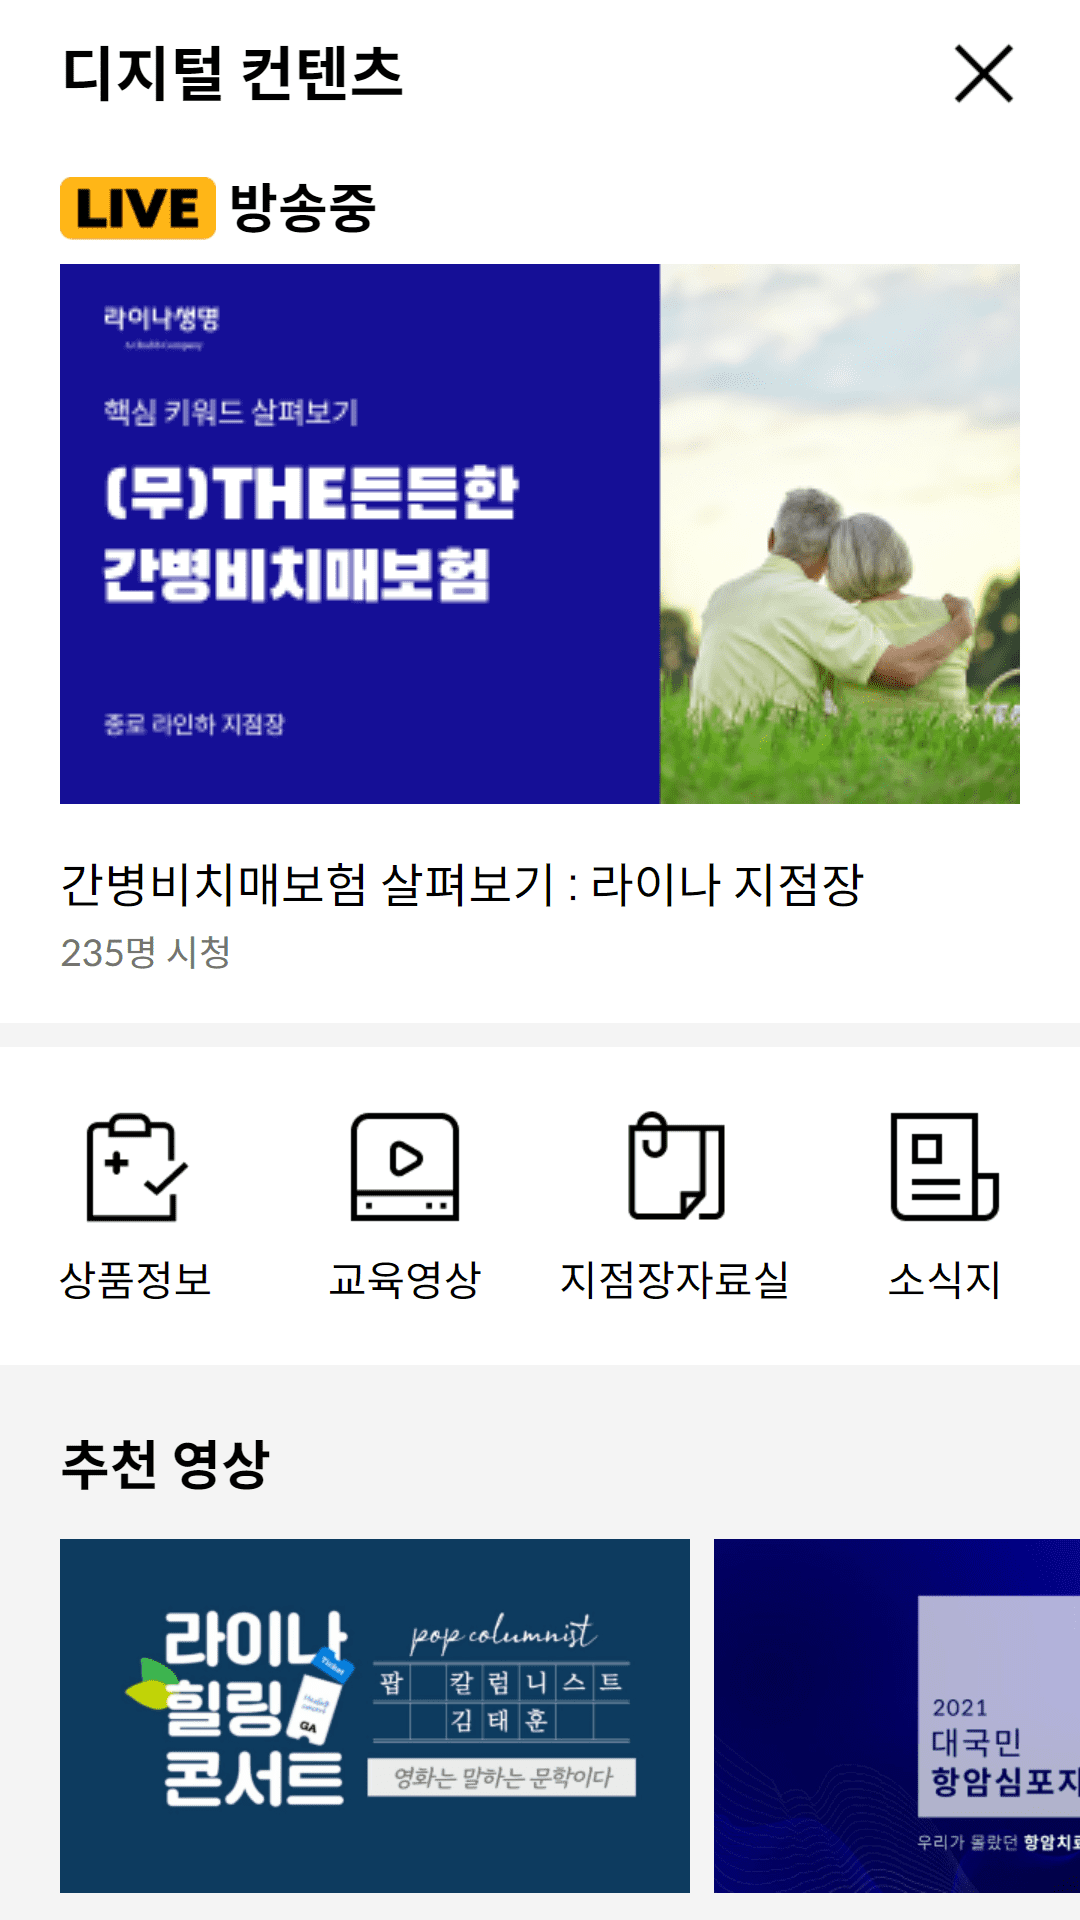 디지털 컨텐츠
LIVE 방송중
라이나생명
핵심 키워드 살펴보기
(무)THE든든한
간병비치매보험
종로 라인하 지점장
간병비치매보험 살펴보기 : 라이나 지점장
235명 시청
상품정보 교육영상 지점장자료실 소식지
추천 영상
라이나
힐링
콘서트
Ticket
GA
pop columnist
팝 칼럼니스트
김태훈
영화는 말하는 문학이다
2021
대국민
항암심포지
우리가 몰랐던 항암치료